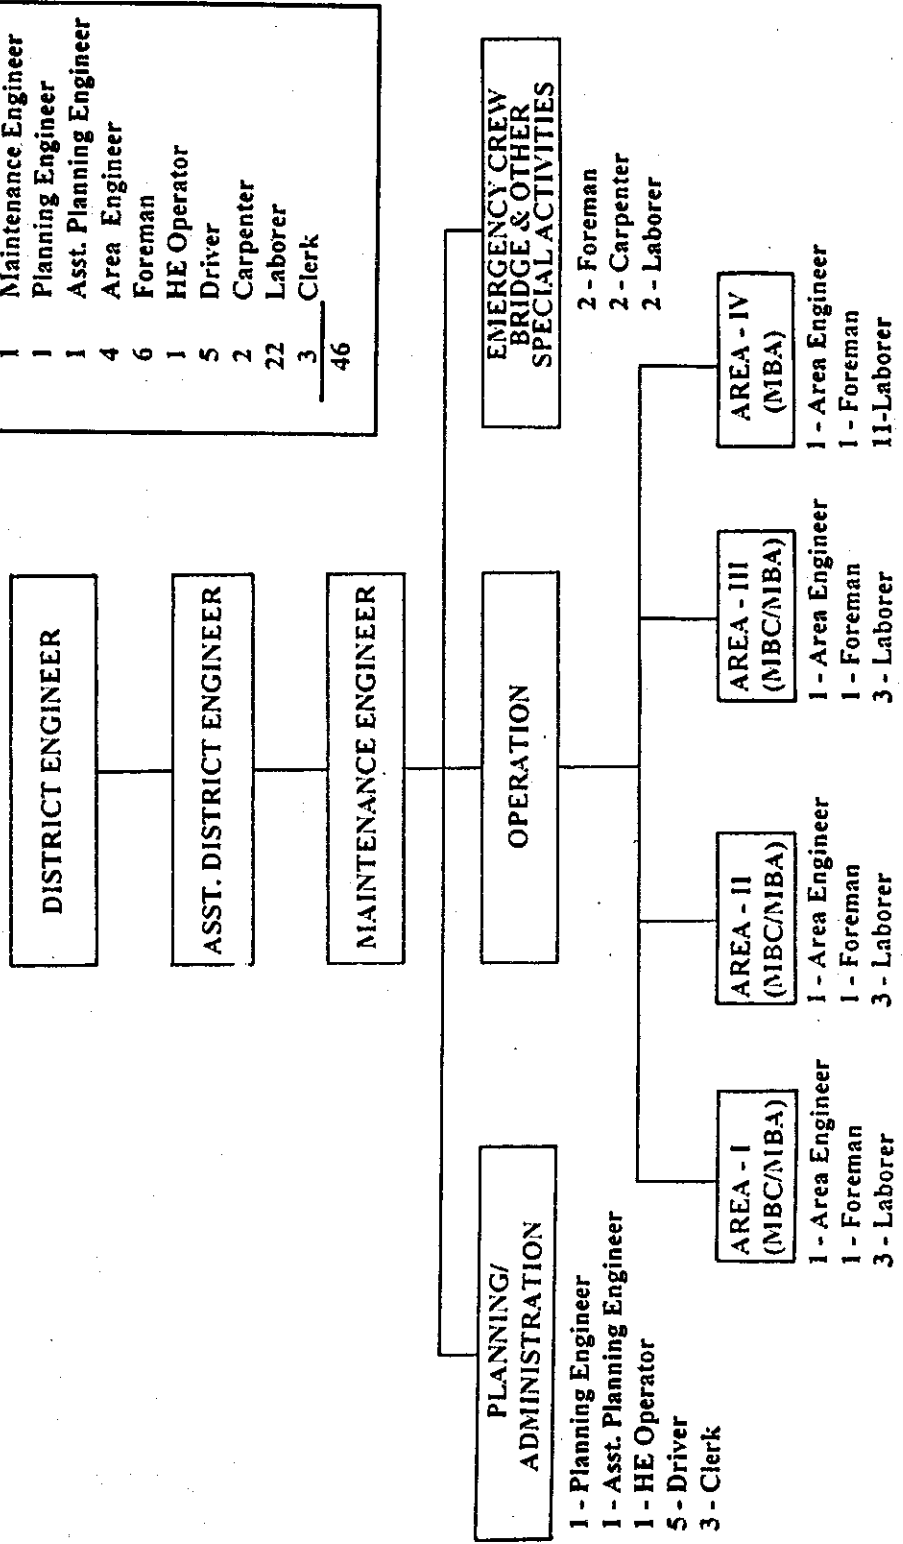 1 Maintenance Engineer
1 Planning Engineer
1 Asst. Planning Engineer
4 Area Engineer
6 Foreman
1 HE Operator
5 Driver
2 Carpenter
22 Laborer
3 Clerk
46
DISTRICT ENGINEER
ASST. DISTRICT ENGINEER
MAINTENANCE ENGINEER
PLANNING/
ADMINISTRATION
1 - Planning Engineer
1 - Asst. Planning Engineer
1 - HE Operator
5 - Driver
3 - Clerk
OPERATION
EMERGENCY CREW
BRIDGE & OTHER
SPECIAL ACTIVITIES
2 - Foreman
2 - Carpenter
2 - Laborer
AREA - I
(MBC/MBA)
1 - Area Engineer
1 - Foreman
3 - Laborer
AREA - II
(MBC/MBA)
1 - Area Engineer
1 - Foreman
3 - Laborer
AREA - III
(MBC/MBA)
1 - Area Engineer
1 - Foreman
3 - Laborer
AREA - IV
(MBA)
1 - Area Engineer
1 - Foreman
11-Laborer